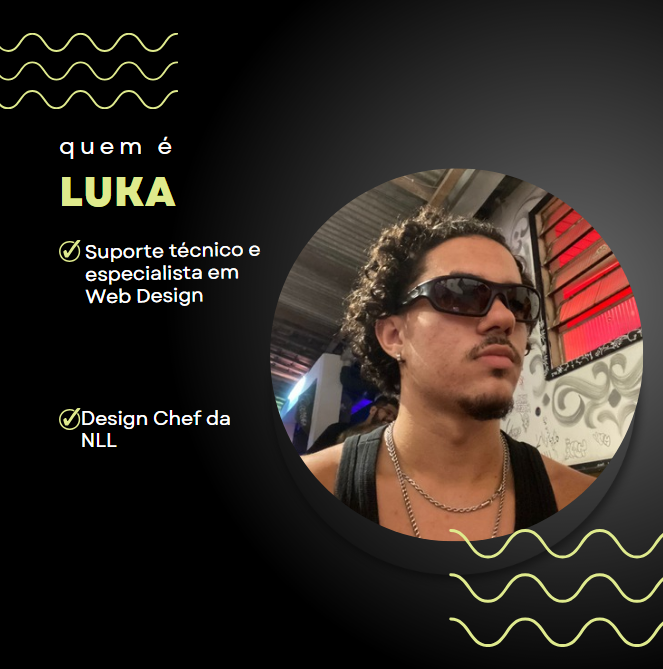 quem é
LUKA
Suporte técnico e
especialista em
Web Design
Design Chef da
NLL